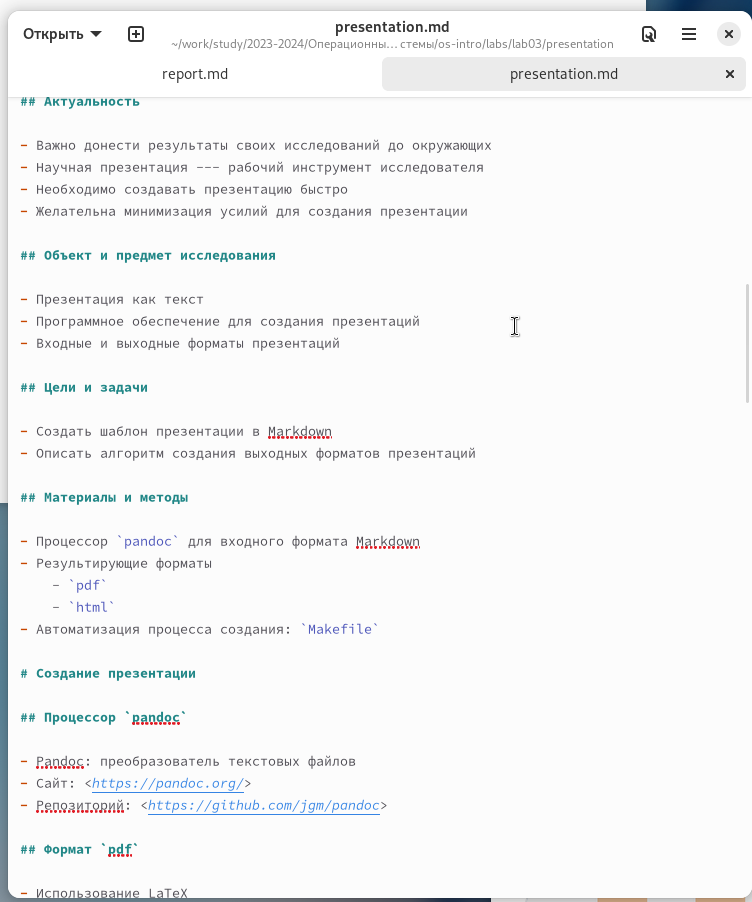 Открыть
presentation.md
~/work/study/2023-2024/Операционны... стемы/os-intro/labs/lab03/presentation
report.md
presentation.md
## Актуальность
- Важно донести результаты своих исследований до окружающих
- Научная презентация --- рабочий инструмент исследователя
- Необходимо создавать презентацию быстро
- Желательна минимизация усилий для создания презентации
## Объект и предмет исследования
- Презентация как текст
- Программное обеспечение для создания презентаций
- Входные и выходные форматы презентаций
## Цели и задачи
- Создать шаблон презентации в Markdown
- Описать алгоритм создания выходных форматов презентаций
## Материалы и методы
- Процессор `pandoc` для входного формата Markdown
- Результирующие форматы
    - `pdf`
    - `html`
- Автоматизация процесса создания: `Makefile`
# Создание презентации
## Процессор `pandoc`
- Pandoc: преобразователь текстовых файлов
- Сайт: <https://pandoc.org/>
- Репозиторий: <https://github.com/jgm/pandoc>
## Формат `pdf`
- Использование LaTeX